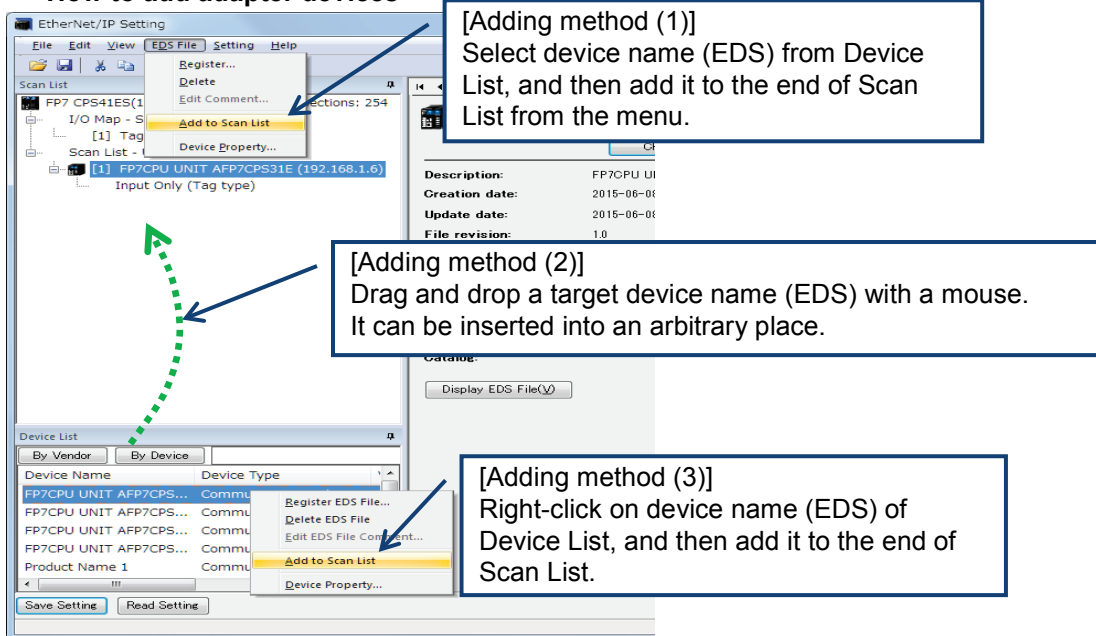 How to add adapter devices
[Adding method (1)]
Select device name (EDS) from Device
List, and then add it to the end of Scan
List from the menu.
EtherNet/IP Setting
File Edit View EDS File Setting Help
Register...
Delete
Edit Comment...
Add to Scan List
Device Property...
Scan List
FP7 CPS41ES(1 ections: 254
I/O Map - S
[1] Tag
Scan List -
[1] FP7CPU UNIT AFP7CPS31E (192.168.1.6)
Input Only (Tag type)
Description: FP7CPU UI
Creation date: 2015-06-08
Update date: 2015-06-08
File revision: 1.0
[Adding method (2)]
Drag and drop a target device name (EDS) with a mouse.
It can be inserted into an arbitrary place.
Catalog:
Display EDS File(V)
Device List
By Vendor By Device
Device Name Device Type
FP7CPU UNIT AFP7CPS... Commu
FP7CPU UNIT AFP7CPS... Commu
FP7CPU UNIT AFP7CPS... Commu
FP7CPU UNIT AFP7CPS... Commu
Product Name 1 Commu
Register EDS File...
Delete EDS File
Edit EDS File Comment...
Add to Scan List
Device Property...
[Adding method (3)]
Right-click on device name (EDS) of
Device List, and then add it to the end of
Scan List.
Save Setting Read Setting